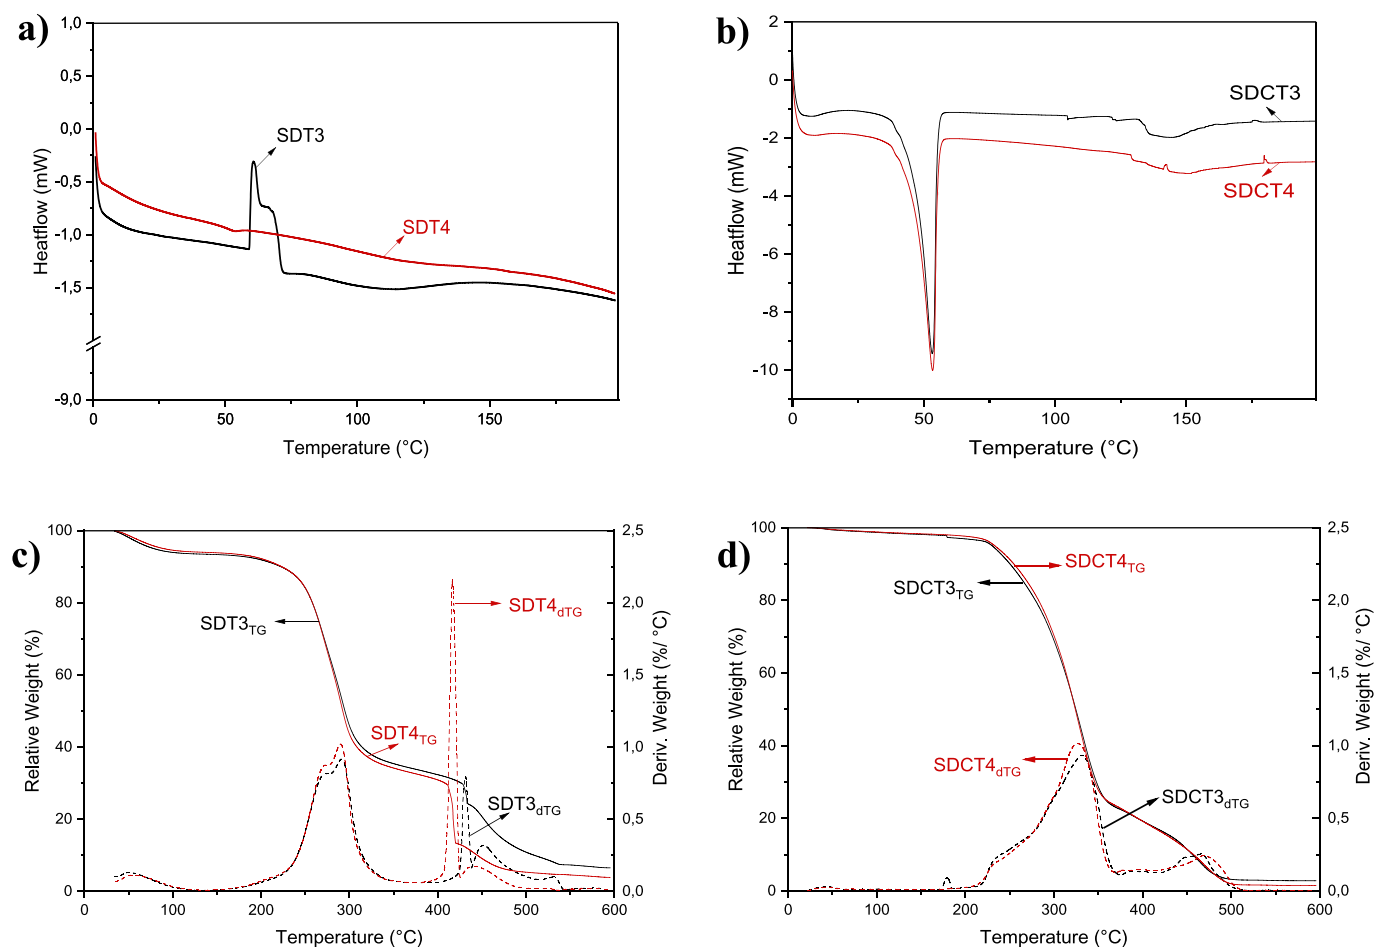 a)
1,0
0,5
0,0
-0,5
-1,0
-1,5
-9,0
Heatflow (mW)
SDT3
SDT4
0
50
100
150
Temperature (°C)
b)
2
0
-2
-4
-6
-8
-10
Heatflow (mW)
SDCT3
SDCT4
0
50
100
150
Temperature (°C)
c)
100
80
60
40
20
0
Relative Weight (%)
SDT3TG
SDT4TG
SDT4dTG
SDT3dTG
2,5
2,0
1,5
1,0
0,5
0,0
Deriv. Weight (%/ °C)
0
100
200
300
400
500
600
Temperature (°C)
d)
100
80
60
40
20
0
Relative Weight (%)
SDCT4TG
SDCT3TG
SDCT4dTG
SDCT3dTG
2,5
2,0
1,5
1,0
0,5
0,0
Deriv. Weight (%/ °C)
0
100
200
300
400
500
600
Temperature (°C)